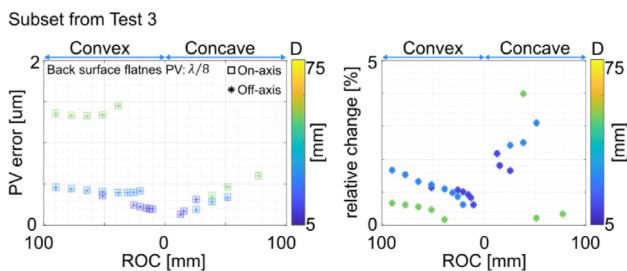 Subset from Test 3
Convex
Concave
D
2
75
Back surface flatnes PV: λ/8
On-axis
Off-axis
PV error [um]
[mm]
0
5
100
0
100
ROC [mm]
Convex
Concave
D
5
75
relative change [%]
[mm]
0
5
100
0
100
ROC [mm]